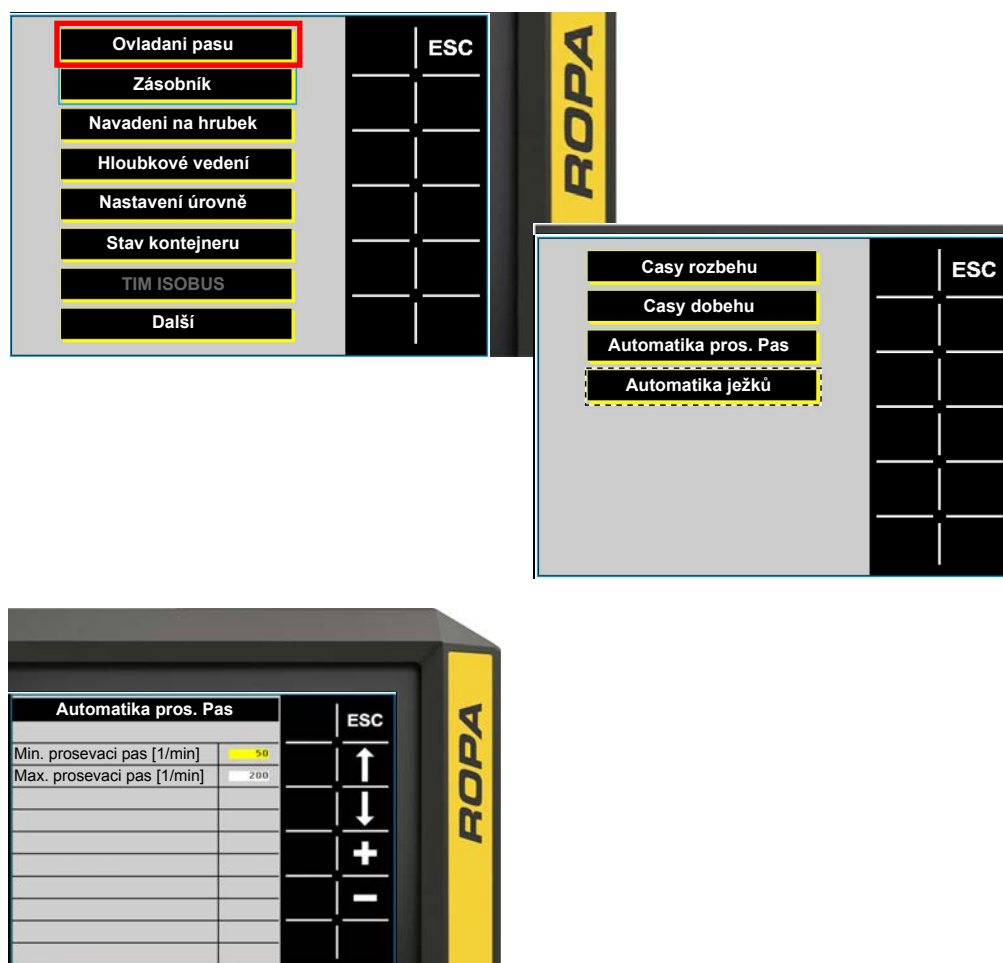 Ovladani pasu
ESC
Zásobník
Navadeni na hrubek
Hloubkové vedení
Nastavení úrovně
Stav kontejneru
TIM ISOBUS
Další
ROPA
Casy rozbehu
ESC
Casy dobehu
Automatika pros. Pas
Automatika ježků
Automatika pros. Pas
ESC
Min. prosevaci pas [1/min] 50
Max. prosevaci pas [1/min] 200
ROPA